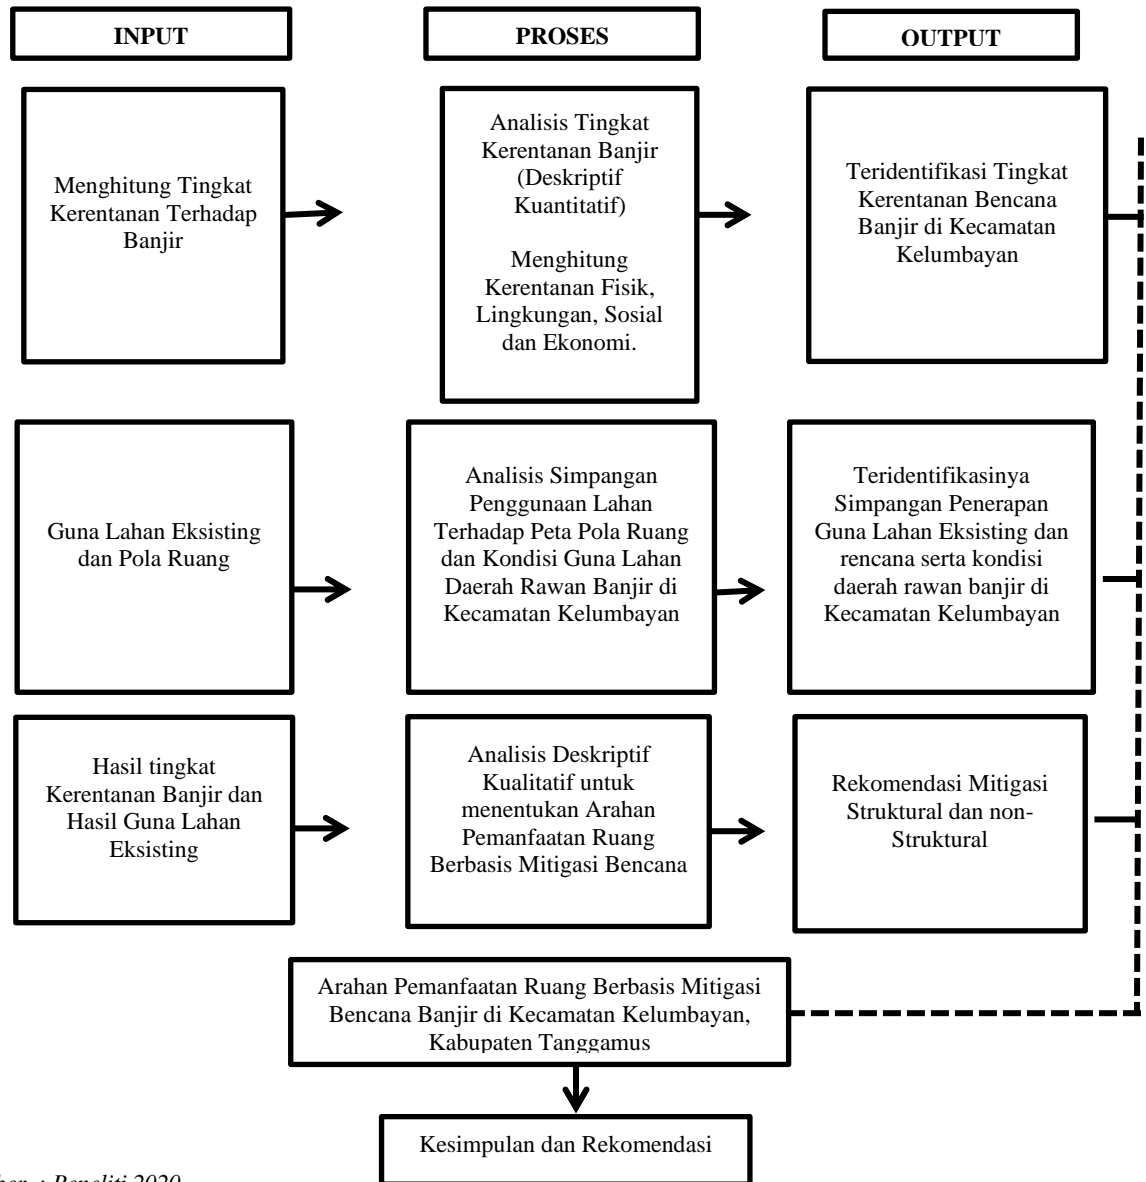 INPUT
PROSES
OUTPUT
Menghitung Tingkat
Kerentanan Terhadap
Banjir
Analisis Tingkat
Kerentanan Banjir
(Deskriptif
Kuantitatif)
Menghitung
Kerentanan Fisik,
Lingkungan, Sosial
dan Ekonomi.
Teridentifikasi Tingkat
Kerentanan Bencana
Banjir di Kecamatan
Kelumbayan
Guna Lahan Eksisting
dan Pola Ruang
Analisis Simpangan
Penggunaan Lahan
Terhadap Peta Pola Ruang
dan Kondisi Guna Lahan
Daerah Rawan Banjir di
Kecamatan Kelumbayan
Teridentifikasinya
Simpangan Penerapan
Guna Lahan Eksisting dan
rencana serta kondisi
daerah rawan banjir di
Kecamatan Kelumbayan
Hasil tingkat
Kerentanan Banjir dan
Hasil Guna Lahan
Eksisting
Analisis Deskriptif
Kualitatif untuk
menentukan Arahan
Pemanfaatan Ruang
Berbasis Mitigasi Bencana
Rekomendasi Mitigasi
Struktural dan non-
Struktural
Arahan Pemanfaatan Ruang Berbasis Mitigasi
Bencana Banjir di Kecamatan Kelumbayan,
Kabupaten Tanggamus
Kesimpulan dan Rekomendasi
: Peneliti 2020